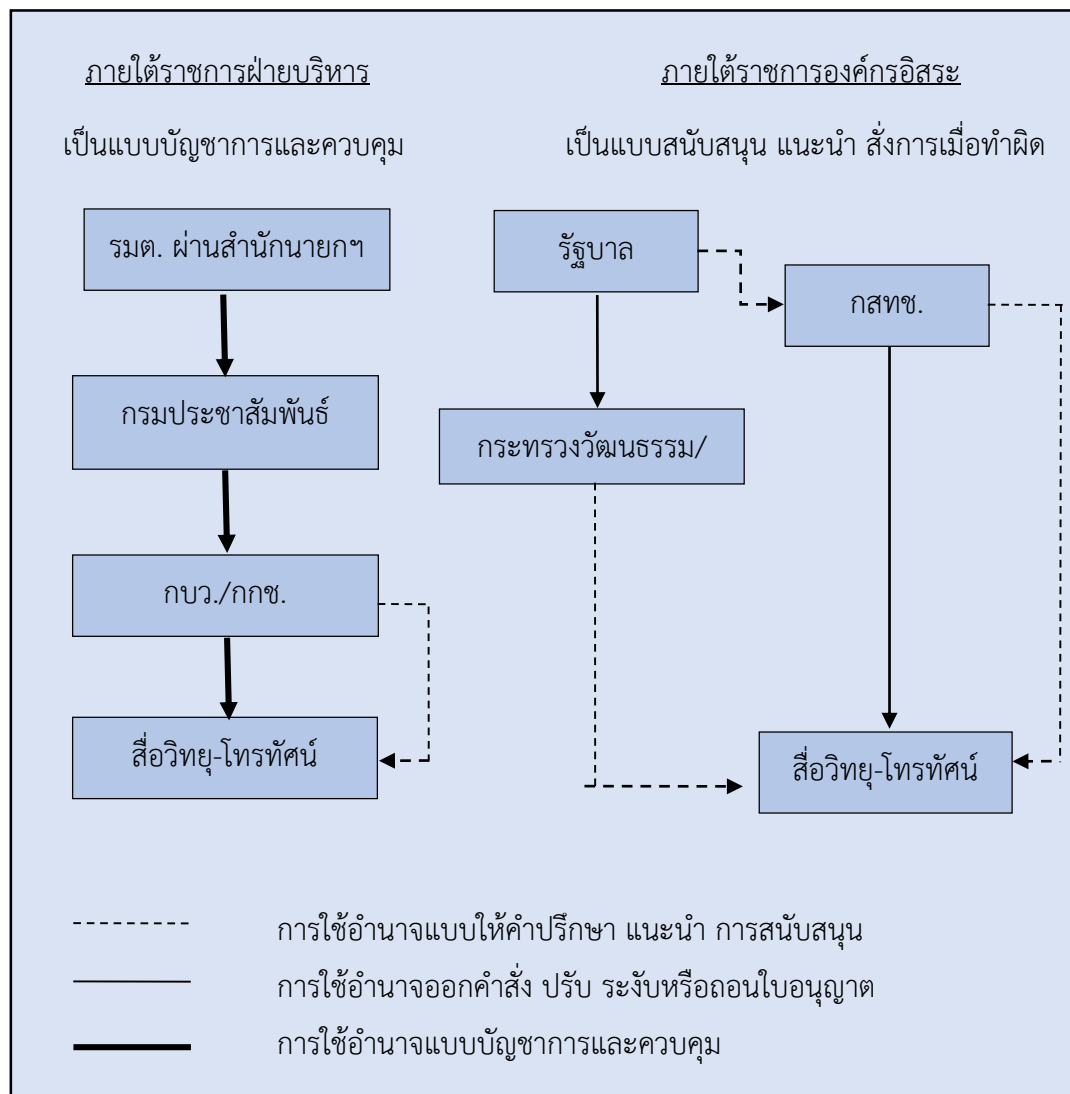 ภายใต้ราชการฝ่ายบริหาร
เป็นแบบบัญชาการและควบคุม
รมต. ผ่านสำนักนายกฯ
กรมประชาสัมพันธ์
กบว./กกช.
สื่อวิทยุ-โทรทัศน์
ภายใต้ราชการองค์กรอิสระ
เป็นแบบสนับสนุน แนะนำ สั่งการเมื่อทำผิด
รัฐบาล
กสทช.
กระทรวงวัฒนธรรม/
สื่อวิทยุ-โทรทัศน์
การใช้อำนาจแบบให้คำปรึกษา แนะนำ การสนับสนุน
การใช้อำนาจออกคำสั่ง ปรับ ระงับหรือถอนใบอนุญาต
การใช้อำนาจแบบบัญชาการและควบคุม